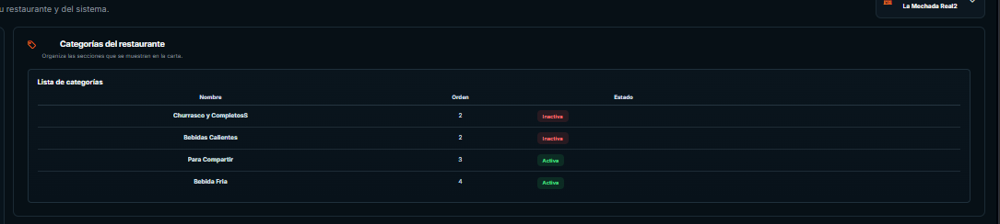 u restaurante y del sistema.
La Mechada Real2
Categorías del restaurante
Organiza las secciones que se muestran en la carta.
Lista de categorías
Nombre Orden Estado
Churrasco y CompletosS 2 Inactiva
Bebidas Calientes 2 Inactiva
Para Compartir 3 Activa
Bebida Fria 4 Activa